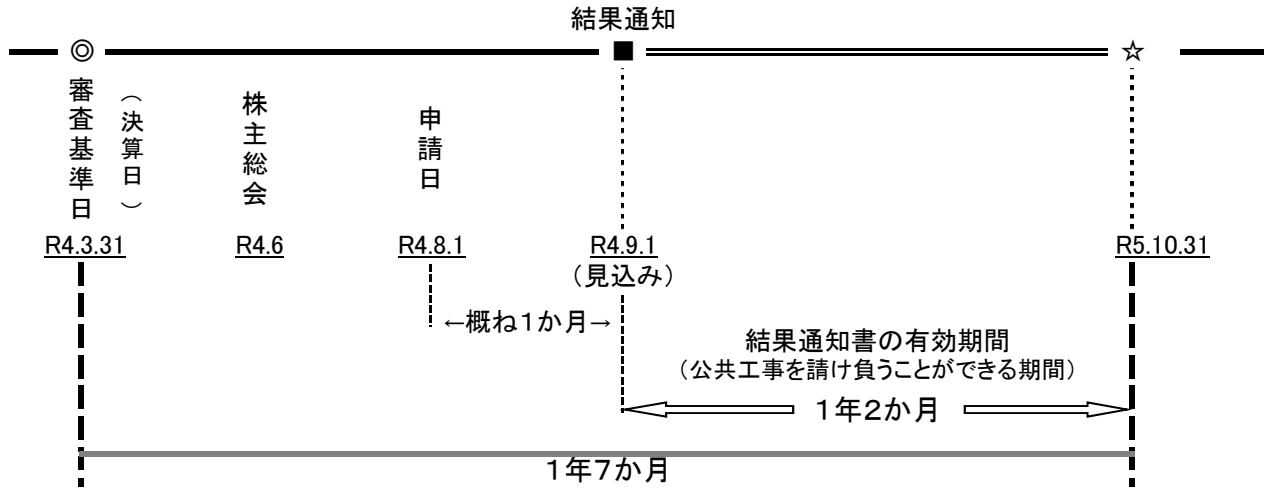 結果通知
◎ ■ ☆
審査基準日
（決算日）
株主総会
申請日
R4.3.31 R4.6 R4.8.1 R4.9.1 R5.10.31
（見込み）
←概ね１か月→
結果通知書の有効期間
（公共工事を請け負うことができる期間）
１年２か月
１年７か月